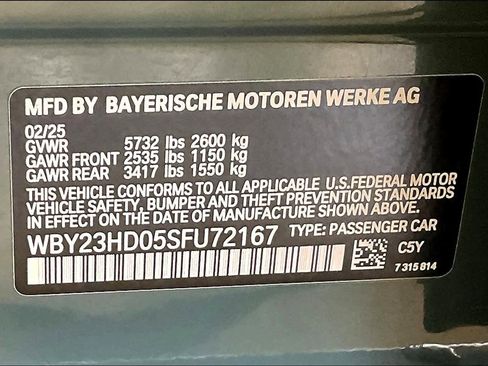 MFD BY BAYERISCHE MOTOREN WERKE AG
02/25
GVWR 5732 lbs 2600 kg
GAWR FRONT 2535 lbs 1150 kg
GAWR REAR 3417 lbs 1550 kg
THIS VEHICLE CONFORMS TO ALL APPLICABLE U.S.FEDERAL MOTOR
VEHICLE SAFETY, BUMPER, AND THEFT PREVENTION STANDARDS
IN EFFECT ON THE DATE OF MANUFACTURE SHOWN ABOVE.
WBY23HD05SFU72167 TYPE: PASSENGER CAR
C5Y
7 315 814